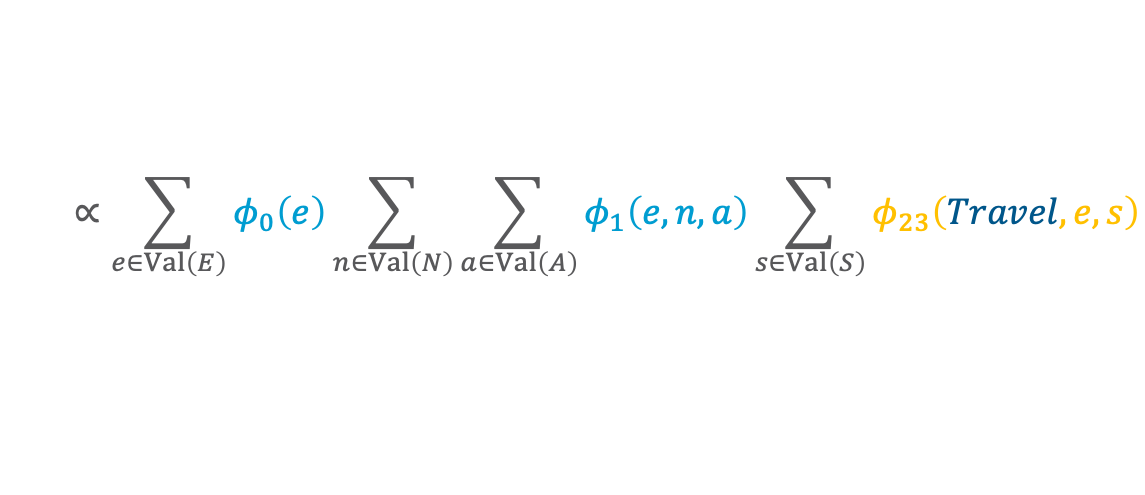 ∝ ∑ ϕ₀(e) ∑ ∑ ϕ₁(e, n, a) ∑ ϕ₂₃(Travel, e, s)
e∈Val(E) n∈Val(N) a∈Val(A) s∈Val(S)